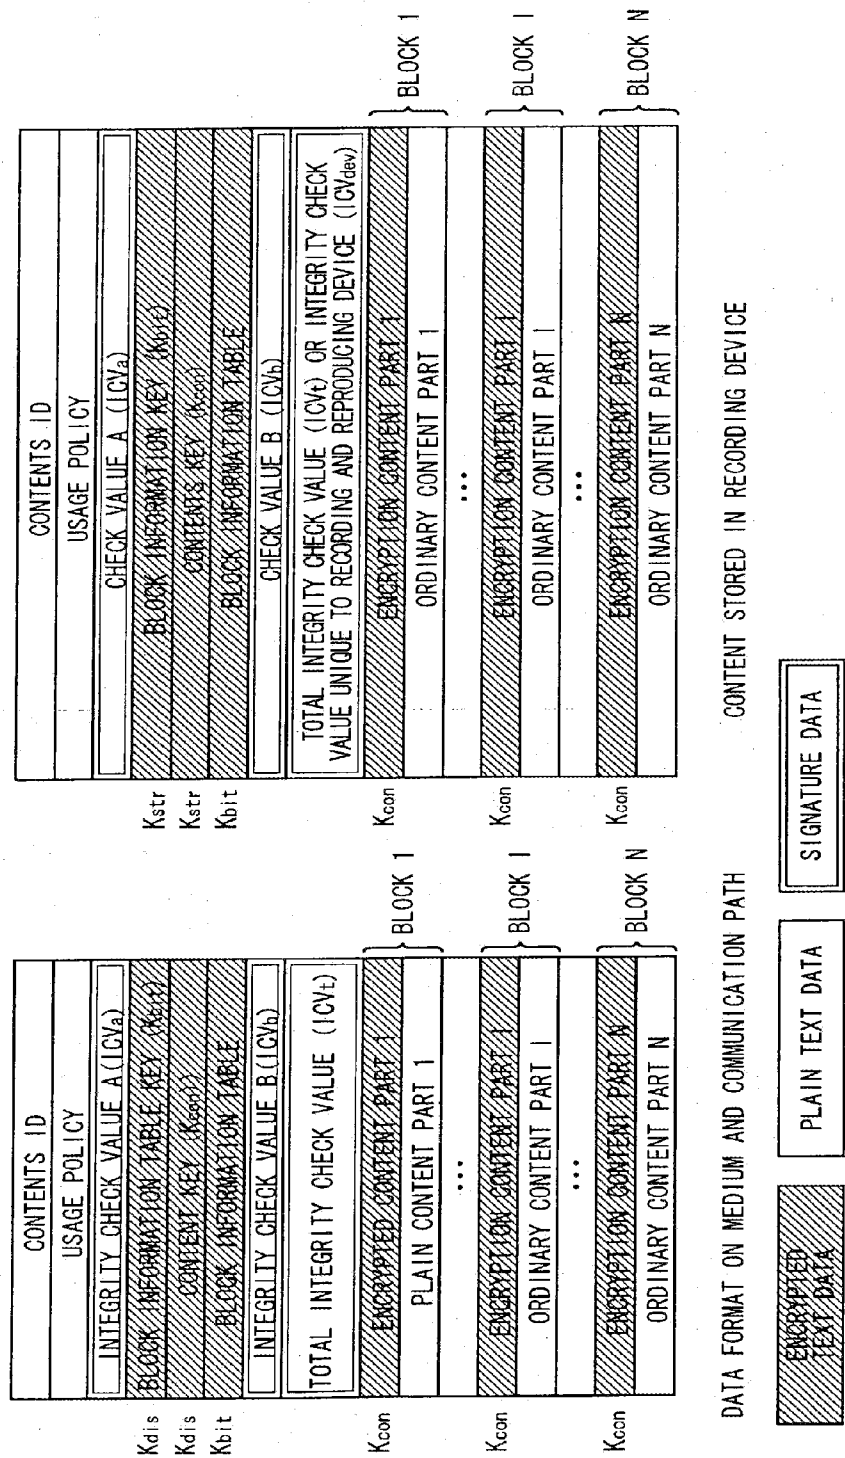 CONTENTS ID
USAGE POLICY
INTEGRITY CHECK VALUE A (ICVa)
Kdis
BLOCK INFORMATION TABLE KEY (Kbit)
Kdis
CONTENT KEY (Kcon)
Kbit
BLOCK INFORMATION TABLE
INTEGRITY CHECK VALUE B (ICVb)
TOTAL INTEGRITY CHECK VALUE (ICVt)
Kcon
ENCRYPTED CONTENT PART 1
PLAIN CONTENT PART 1
BLOCK 1
...
Kcon
ENCRYPTION CONTENT PART I
ORDINARY CONTENT PART I
BLOCK I
...
Kcon
ENCRYPTION CONTENT PART N
ORDINARY CONTENT PART N
BLOCK N
DATA FORMAT ON MEDIUM AND COMMUNICATION PATH
CONTENTS ID
USAGE POLICY
CHECK VALUE A (ICVa)
Kstr
BLOCK INFORMATION KEY (Kbit)
Kstr
CONTENTS KEY (Kcon)
Kbit
BLOCK INFORMATION TABLE
CHECK VALUE B (ICVb)
TOTAL INTEGRITY CHECK VALUE (ICVt) OR INTEGRITY CHECK
VALUE UNIQUE TO RECORDING AND REPRODUCING DEVICE (ICVdev)
Kcon
ENCRYPTION CONTENT PART 1
ORDINARY CONTENT PART 1
BLOCK 1
...
Kcon
ENCRYPTION CONTENT PART I
ORDINARY CONTENT PART I
BLOCK I
...
Kcon
ENCRYPTION CONTENT PART N
ORDINARY CONTENT PART N
BLOCK N
CONTENT STORED IN RECORDING DEVICE
ENCRYPTED
TEXT DATA
PLAIN TEXT DATA
SIGNATURE DATA